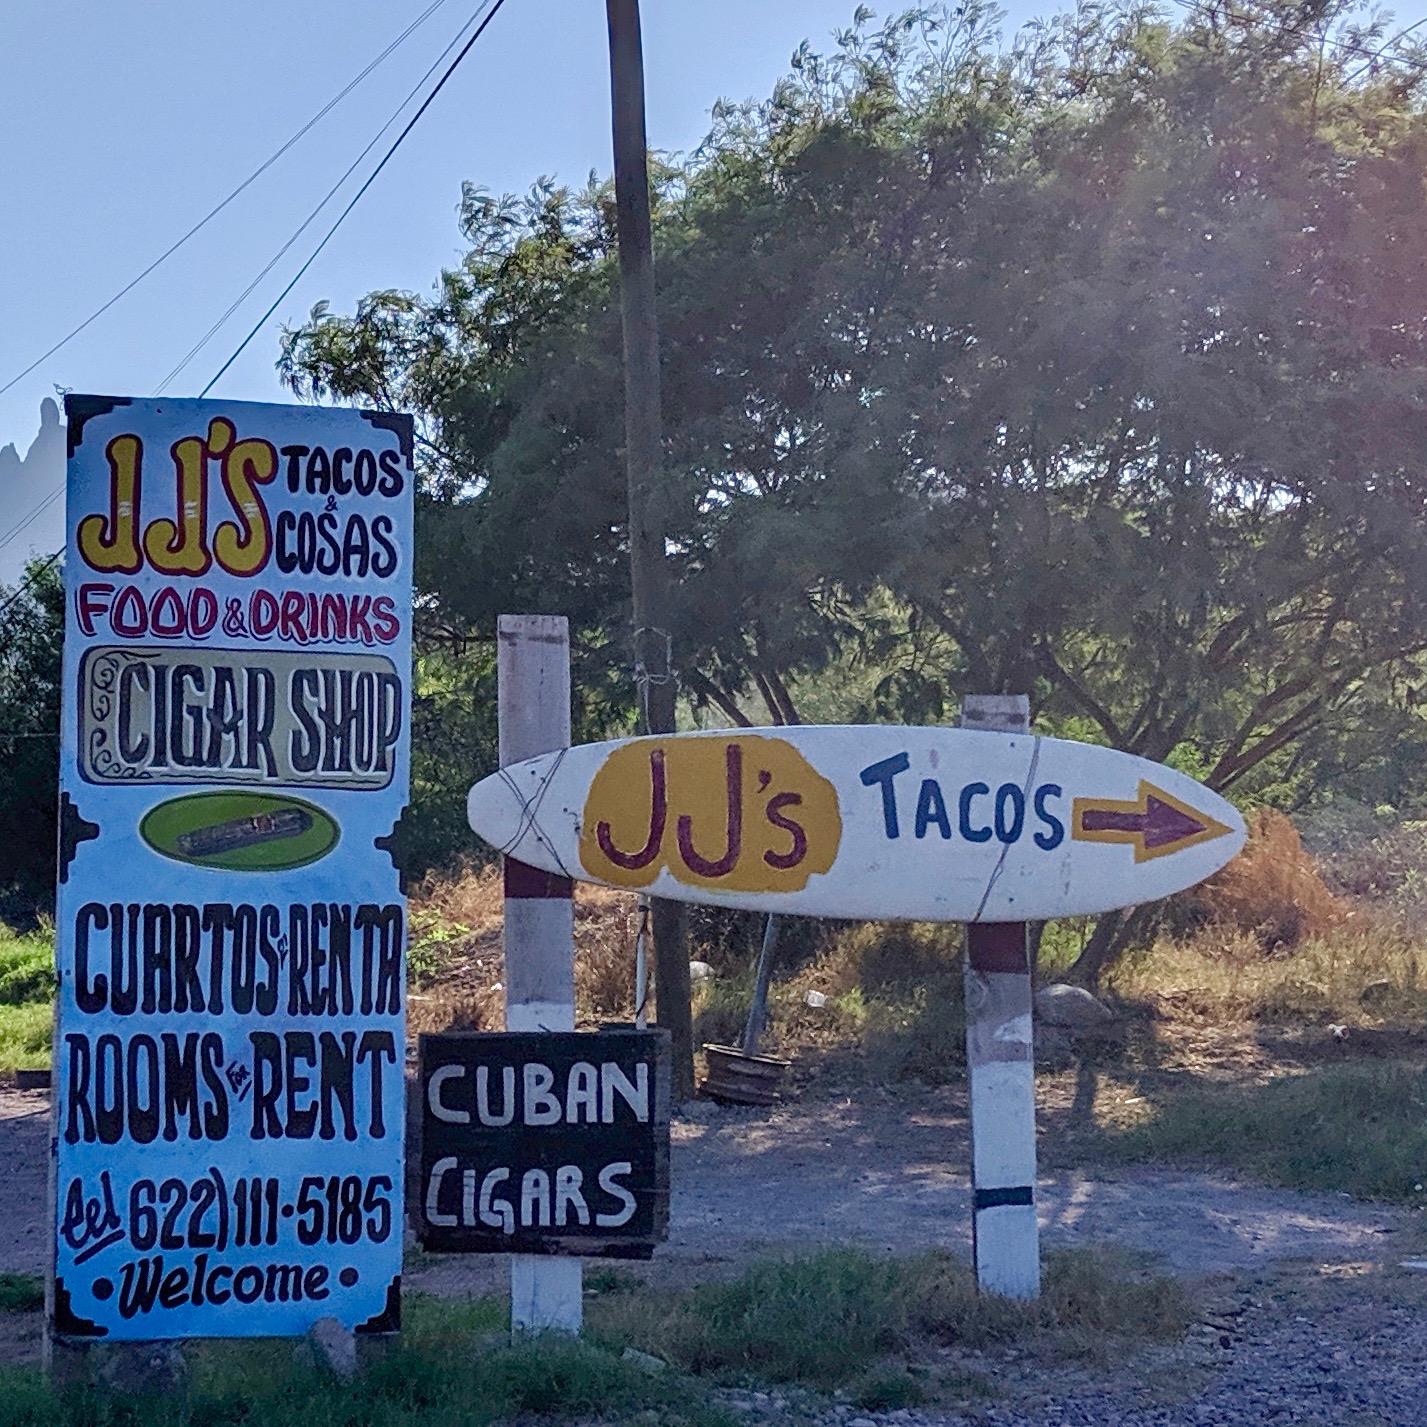 JJ'S TACOS
& COSAS
FOOD & DRINKS
CIGAR SHOP
CUARTOS DE RENTA
ROOMS FOR RENT
Cel 622)111-5185
• Welcome •
CUBAN
CIGARS
JJ's TACOS